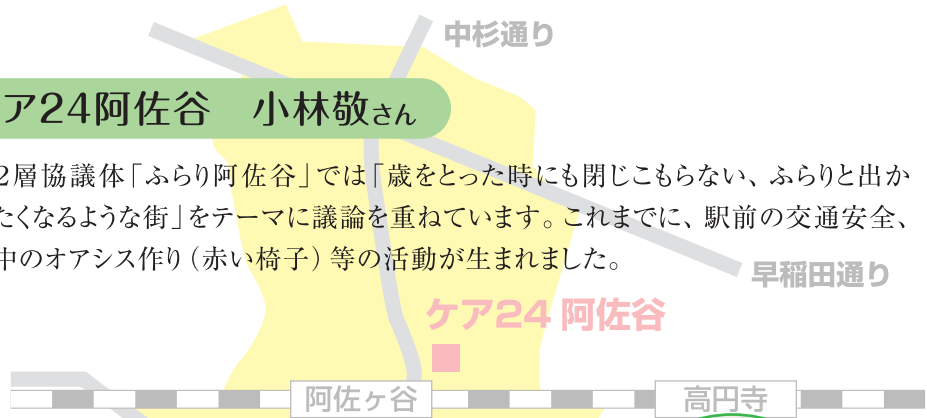 中杉通り
ア24阿佐谷　小林敬さん
2層協議体「ふらり阿佐谷」では「歳をとった時にも閉じこもらない、ふらりと出か
たくなるような街」をテーマに議論を重ねています。これまでに、駅前の交通安全、
中のオアシス作り（赤い椅子）等の活動が生まれました。
早稲田通り
ケア24 阿佐谷
阿佐ヶ谷
高円寺